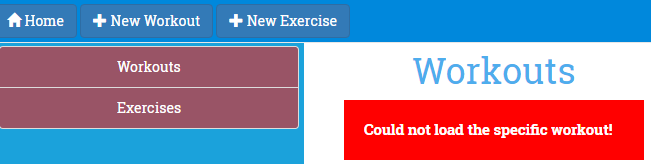 Home New Workout New Exercise
Workouts
Exercises
Workouts
Could not load the specific workout!